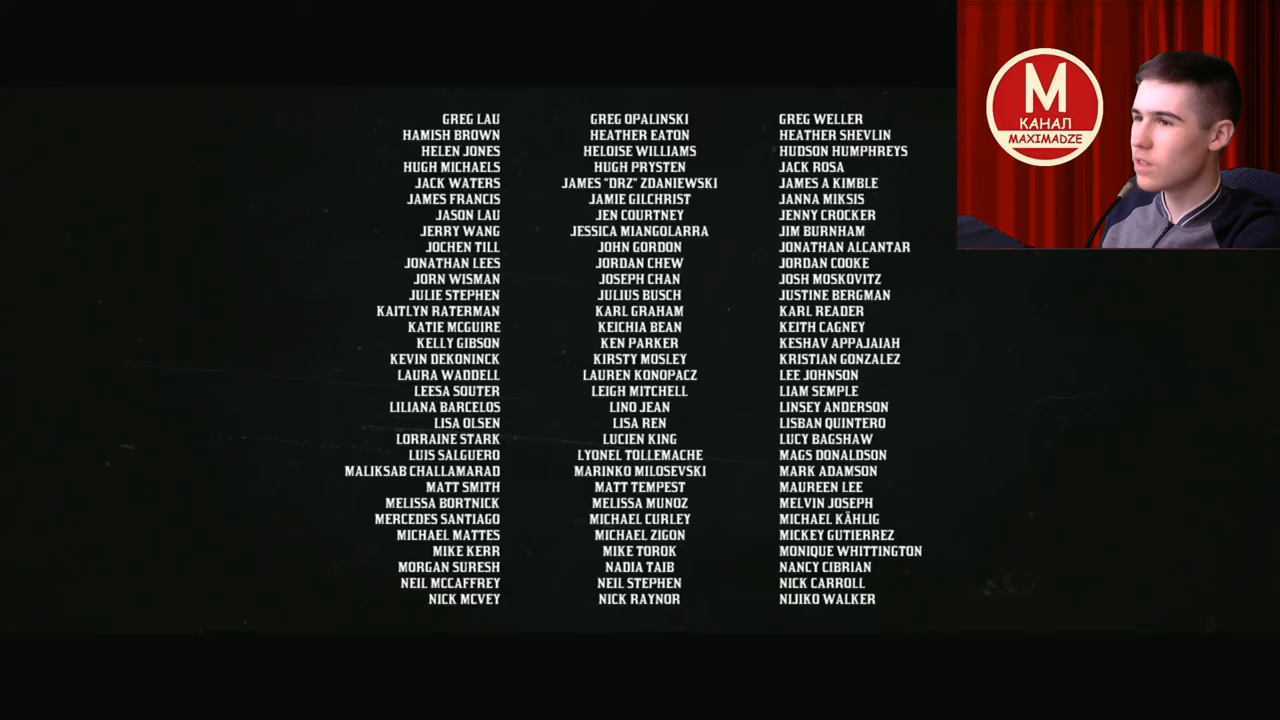 GREG LAU GREG OPALINSKI GREG WELLER
HAMISH BROWN HEATHER EATON HEATHER SHEVLIN
HELEN JONES HELOISE WILLIAMS HUDSON HUMPHREYS
HUGH MICHAELS HUGH PRYSTEN JACK ROSA
JACK WATERS JAMES "DRZ" ZDANIEWSKI JAMES A KIMBLE
JAMES FRANCIS JAMIE GILCHRIST JANNA MIKSIS
JASON LAU JEN COURTNEY JENNY CROCKER
JERRY WANG JESSICA MIANGOLARRA JIM BURNHAM
JOCHEN TILL JOHN GORDON JONATHAN ALCANTAR
JONATHAN LEES JORDAN CHEW JORDAN COOKE
JORN WISMAN JOSEPH CHAN JOSH MOSKOVITZ
JULIE STEPHEN JULIUS BUSCH JUSTINE BERGMAN
KAITLYN RATERMAN KARL GRAHAM KARL READER
KATIE MCGUIRE KEICHIA BEAN KEITH CAGNEY
KELLY GIBSON KEN PARKER KESHAV APPAJAIAH
KEVIN DEKONINCK KIRSTY MOSLEY KRISTIAN GONZALEZ
LAURA WADDELL LAUREN KONOPACZ LEE JOHNSON
LEESA SOUTER LEIGH MITCHELL LIAM SEMPLE
LILIANA BARCELOS LINO JEAN LINSEY ANDERSON
LISA OLSEN LISA REN LISBAN QUINTERO
LORRAINE STARK LUCIEN KING LUCY BAGSHAW
LUIS SALGUERO LYONEL TOLLEMACHE MAGS DONALDSON
MALIKSAB CHALLAMARAD MARINKO MILOSEVSKI MARK ADAMSON
MATT SMITH MATT TEMPEST MAUREEN LEE
MELISSA BORTNICK MELISSA MUNOZ MELVIN JOSEPH
MERCEDES SANTIAGO MICHAEL CURLEY MICHAEL KÄHLIG
MICHAEL MATTES MICHAEL ZIGON MICKEY GUTIERREZ
MIKE KERR MIKE TOROK MONIQUE WHITTINGTON
MORGAN SURESH NADIA TAIB NANCY CIBRIAN
NEIL MCCAFFREY NEIL STEPHEN NICK CARROLL
NICK MCVEY NICK RAYNOR NIJIKO WALKER
M
КАНАЛ
MAXIMADZE